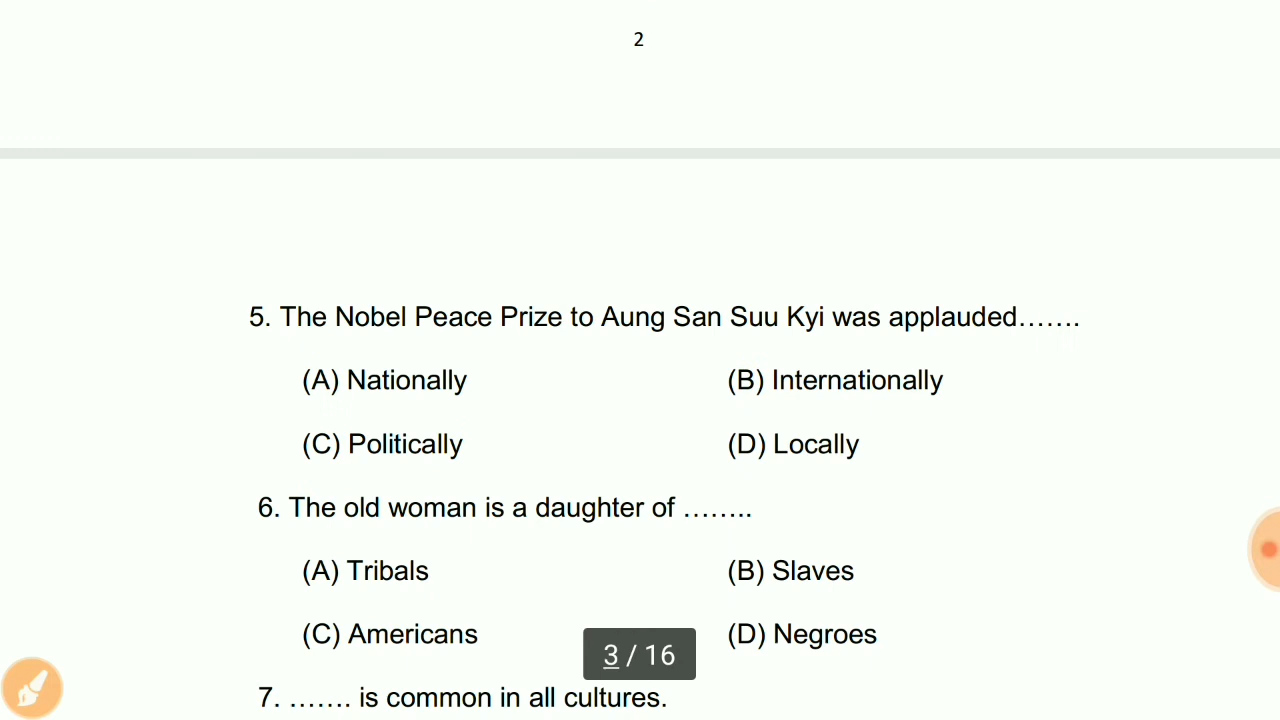 2
5. The Nobel Peace Prize to Aung San Suu Kyi was applauded…….
(A) Nationally (B) Internationally
(C) Politically (D) Locally
6. The old woman is a daughter of ……..
(A) Tribals (B) Slaves
(C) Americans (D) Negroes
3 / 16
7. ……. is common in all cultures.